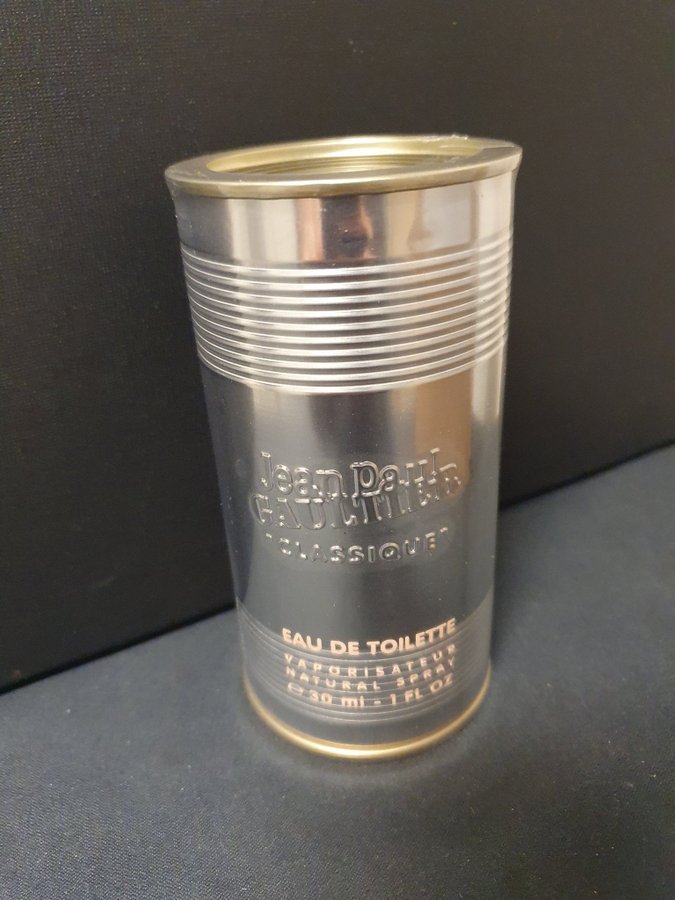 Jean Paul
GAULTIER
"CLASSIQUE"
EAU DE TOILETTE
VAPORISATEUR
NATURAL SPRAY
℮ 30 ml - 1 FL OZ